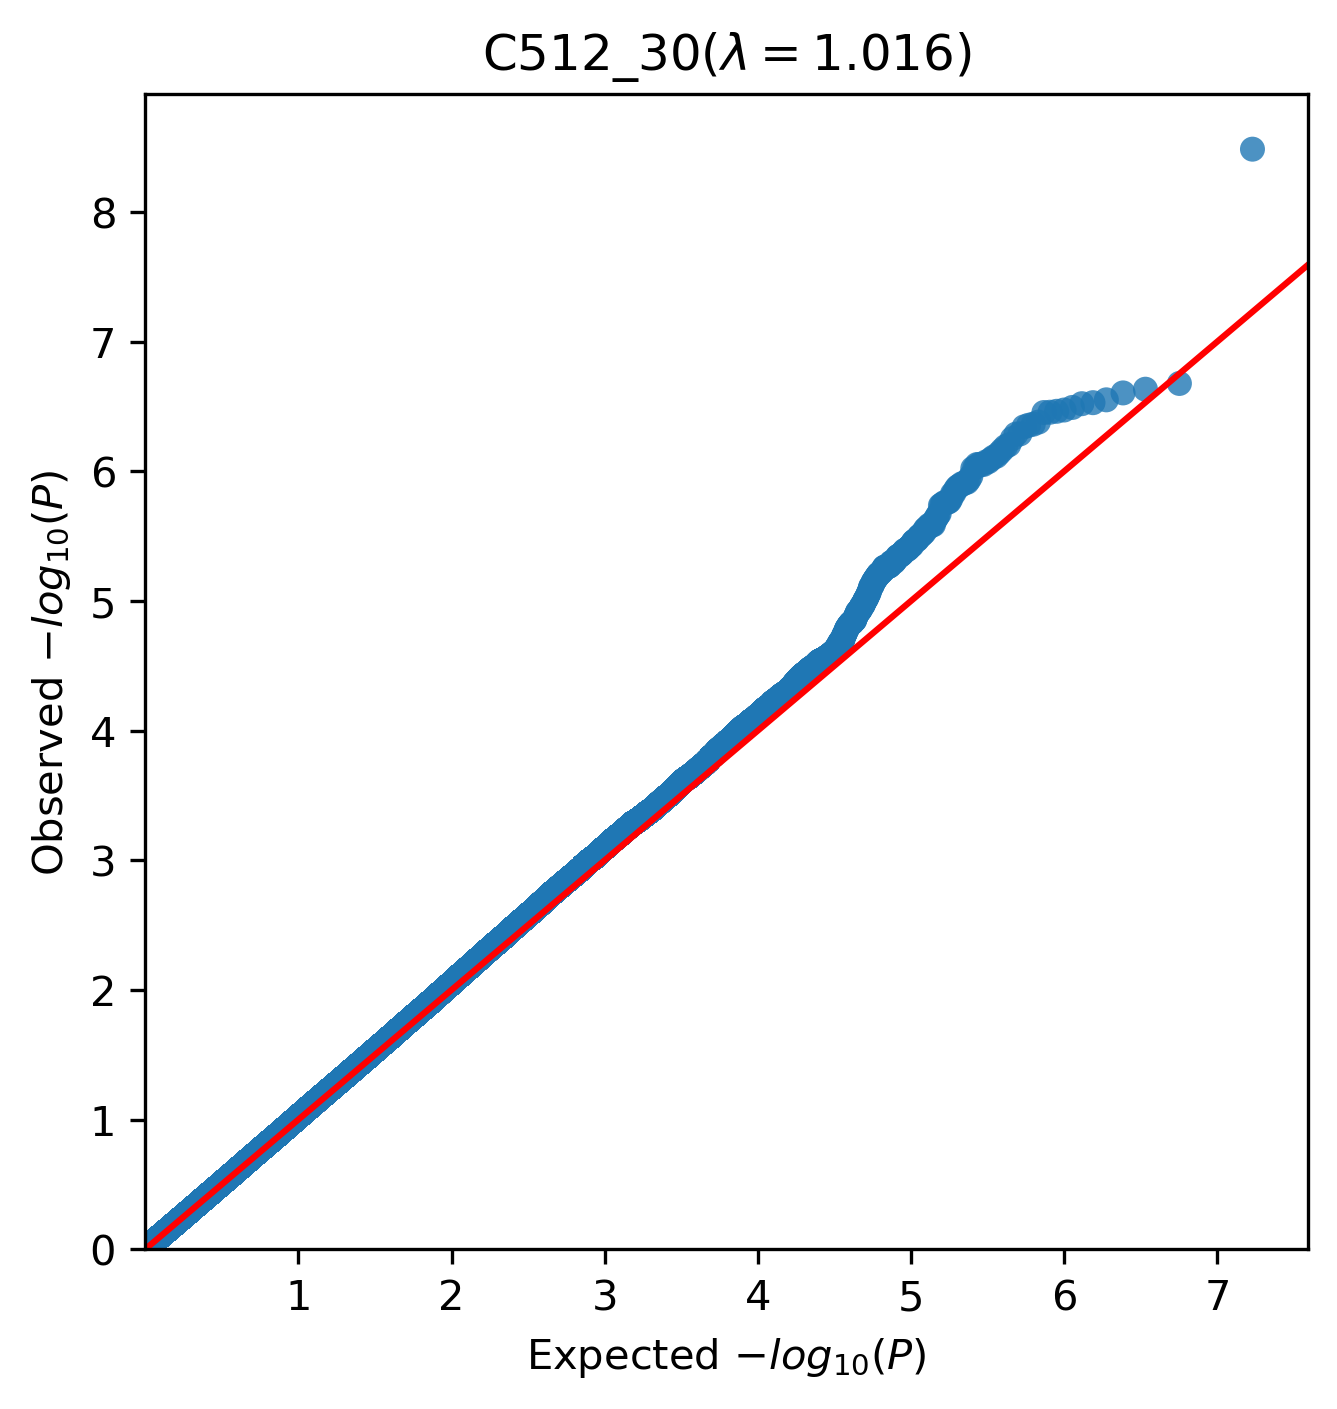 C512_30(λ = 1.016)
8
7
6
5
4
3
2
1
0
Observed −log₁₀(P)
1 2 3 4 5 6 7
Expected −log₁₀(P)